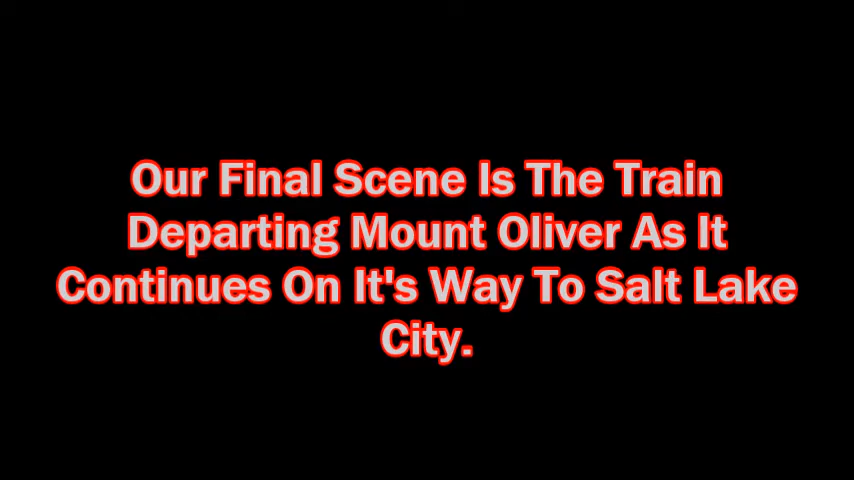 Our Final Scene Is The Train
Departing Mount Oliver As It
Continues On It's Way To Salt Lake
City.